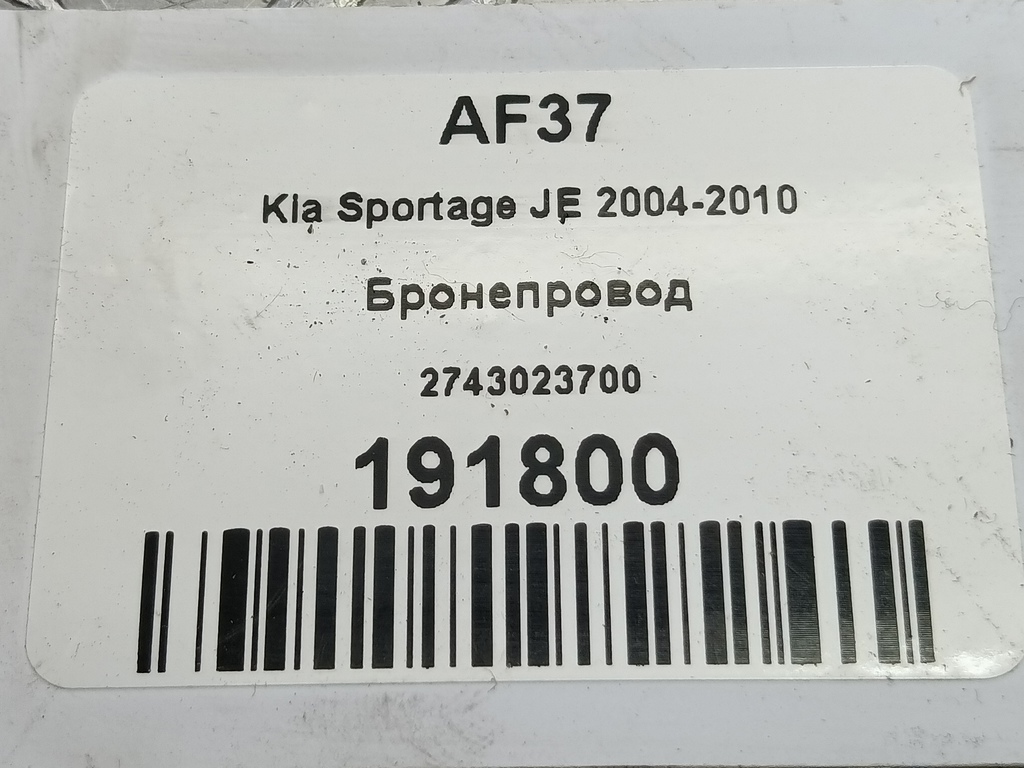 AF37
Kia Sportage JE 2004-2010
Бронепровод
2743023700
191800